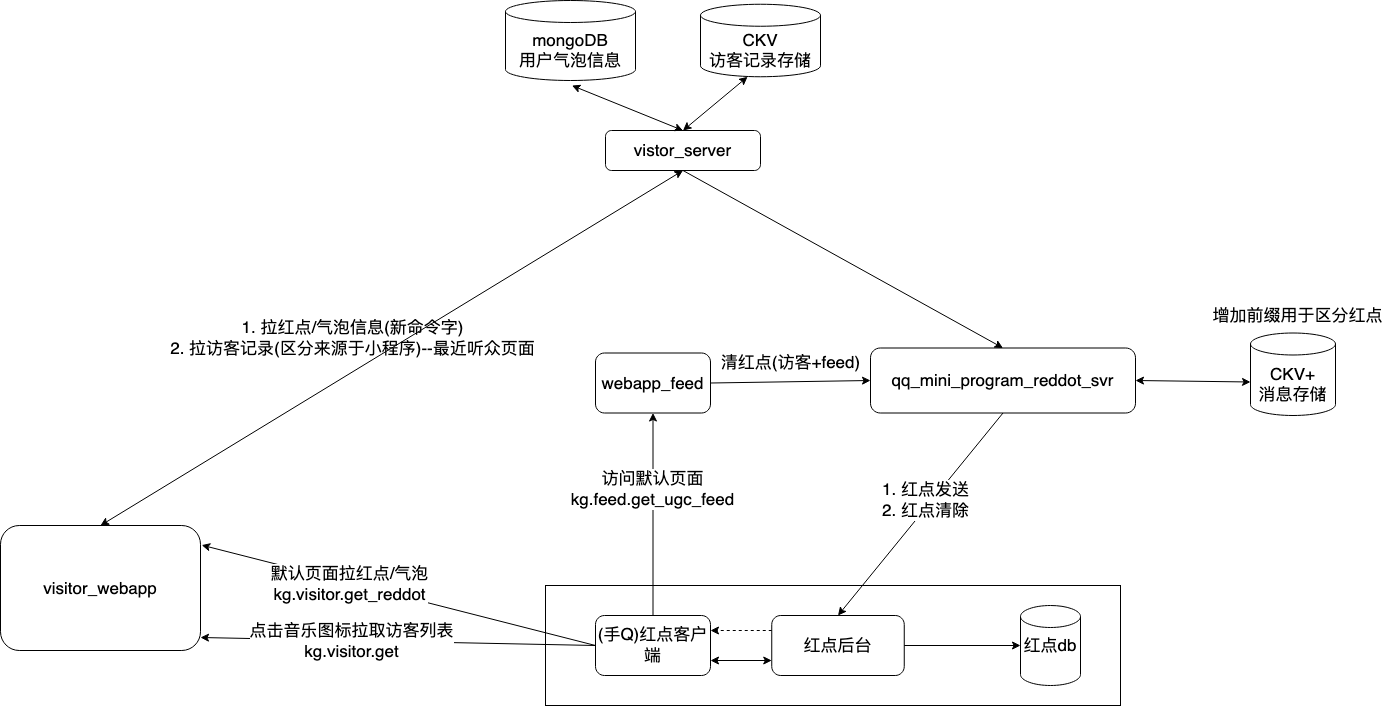 mongoDB
用户气泡信息
CKV
访客记录存储
vistor_server
1. 拉红点/气泡信息(新命令字)
2. 拉访客记录(区分来源于小程序)--最近听众页面
增加前缀用于区分红点
webapp_feed
清红点(访客+feed)
qq_mini_program_reddot_svr
CKV+
消息存储
访问默认页面
kg.feed.get_ugc_feed
1. 红点发送
2. 红点清除
visitor_webapp
默认页面拉红点/气泡
kg.visitor.get_reddot
点击音乐图标拉取访客列表
kg.visitor.get
(手Q)红点客户
端
红点后台
红点db